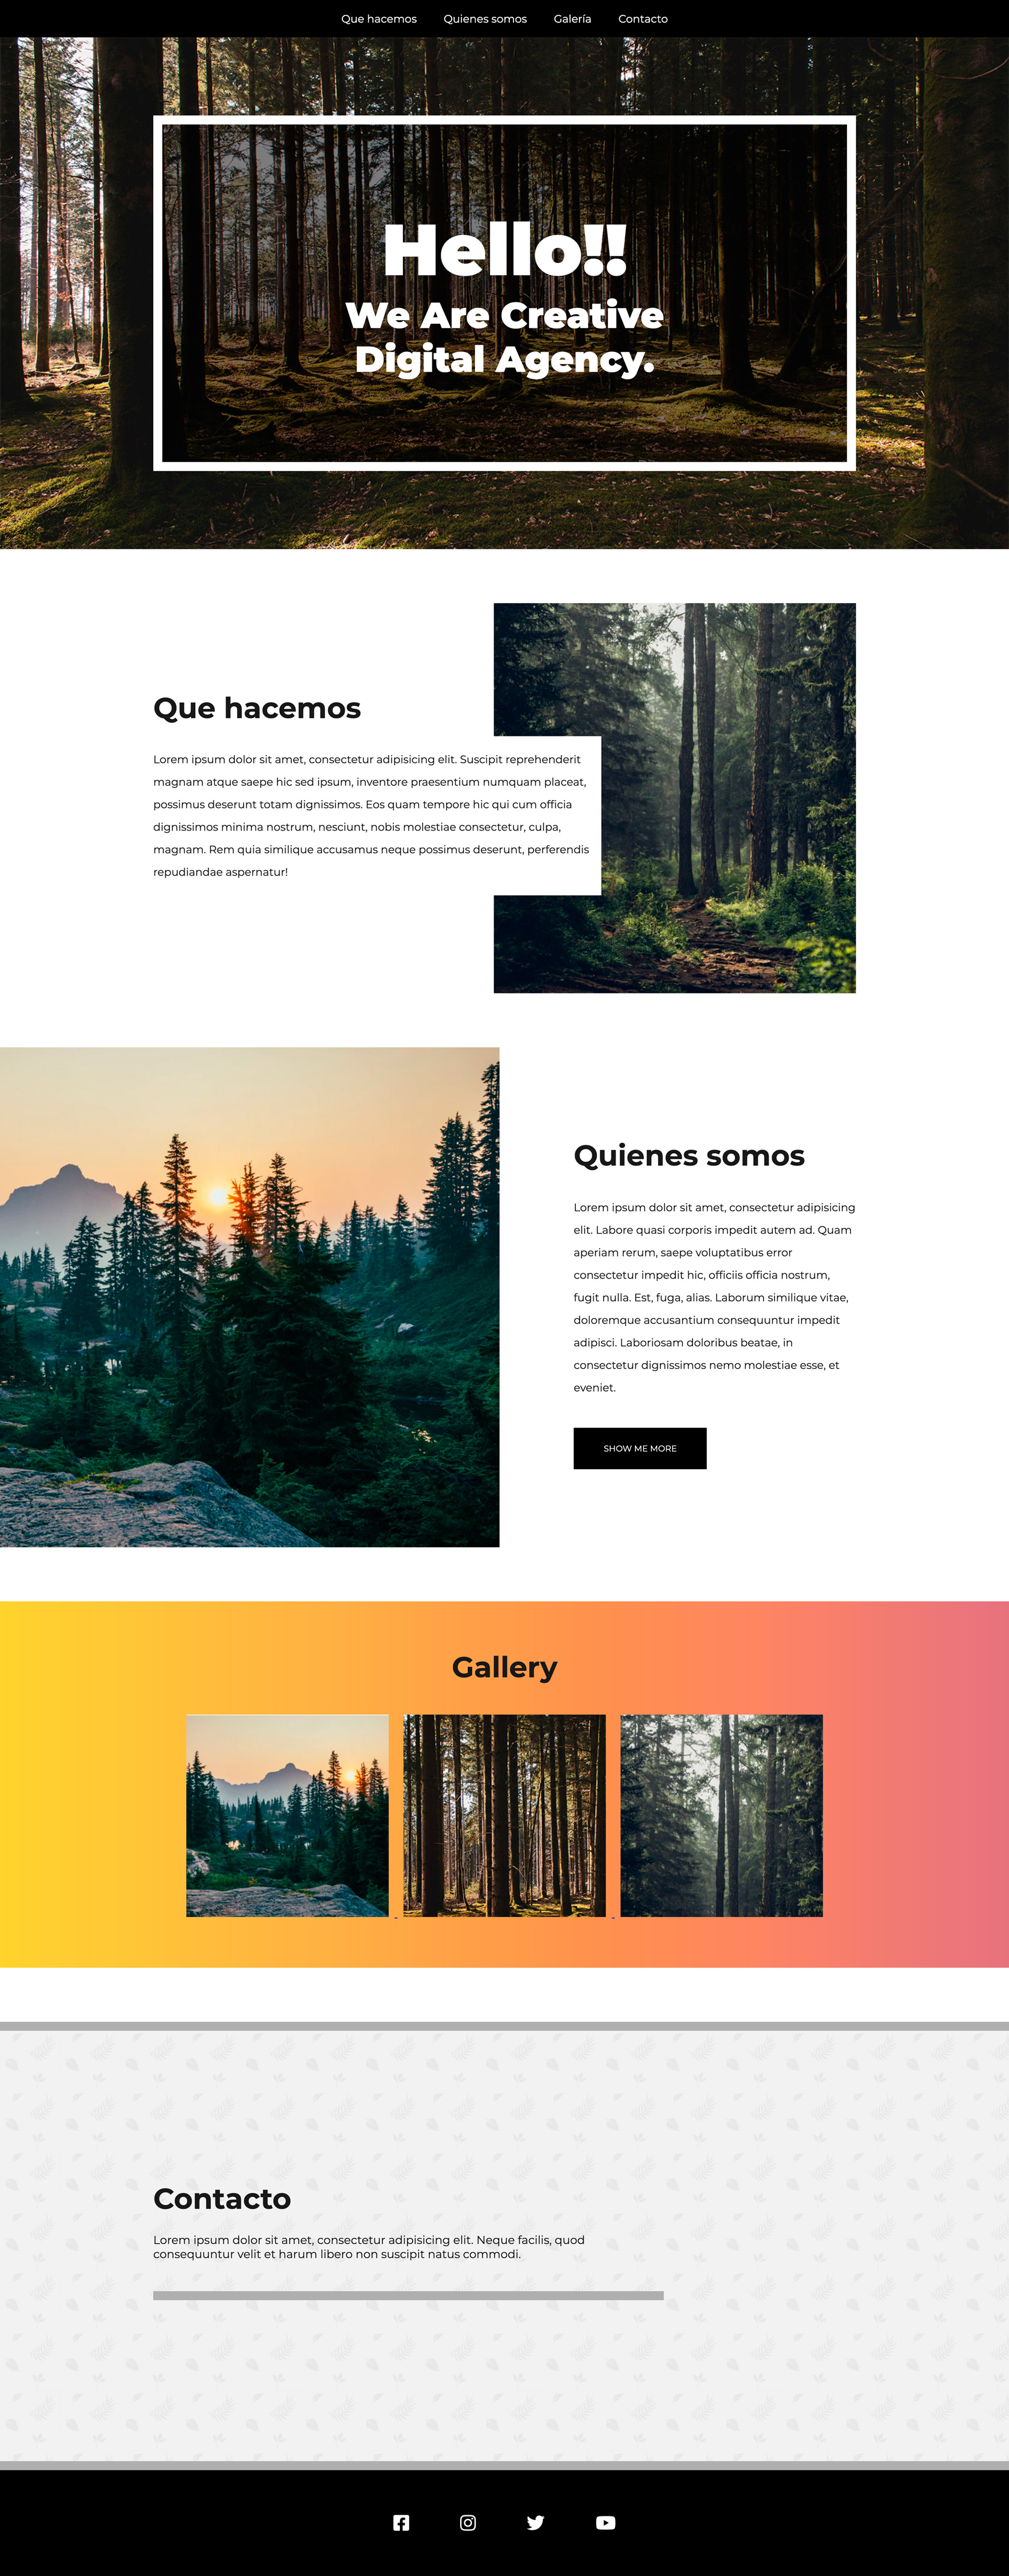 Que hacemos Quienes somos Galería Contacto
Hello!!
We Are Creative
Digital Agency.
Que hacemos
Lorem ipsum dolor sit amet, consectetur adipisicing elit. Suscipit reprehenderit
magnam atque saepe hic sed ipsum, inventore praesentium numquam placeat,
possimus deserunt totam dignissimos. Eos quam tempore hic qui cum officia
dignissimos minima nostrum, nesciunt, nobis molestiae consectetur, culpa,
magnam. Rem quia similique accusamus neque possimus deserunt, perferendis
repudiandae aspernatur!
Quienes somos
Lorem ipsum dolor sit amet, consectetur adipisicing
elit. Labore quasi corporis impedit autem ad. Quam
aperiam rerum, saepe voluptatibus error
consectetur impedit hic, officiis officia nostrum,
fugit nulla. Est, fuga, alias. Laborum similique vitae,
doloremque accusantium consequuntur impedit
adipisci. Laboriosam doloribus beatae, in
consectetur dignissimos nemo molestiae esse, et
eveniet.
SHOW ME MORE
Gallery
Contacto
Lorem ipsum dolor sit amet, consectetur adipisicing elit. Neque facilis, quod
consequuntur velit et harum libero non suscipit natus commodi.